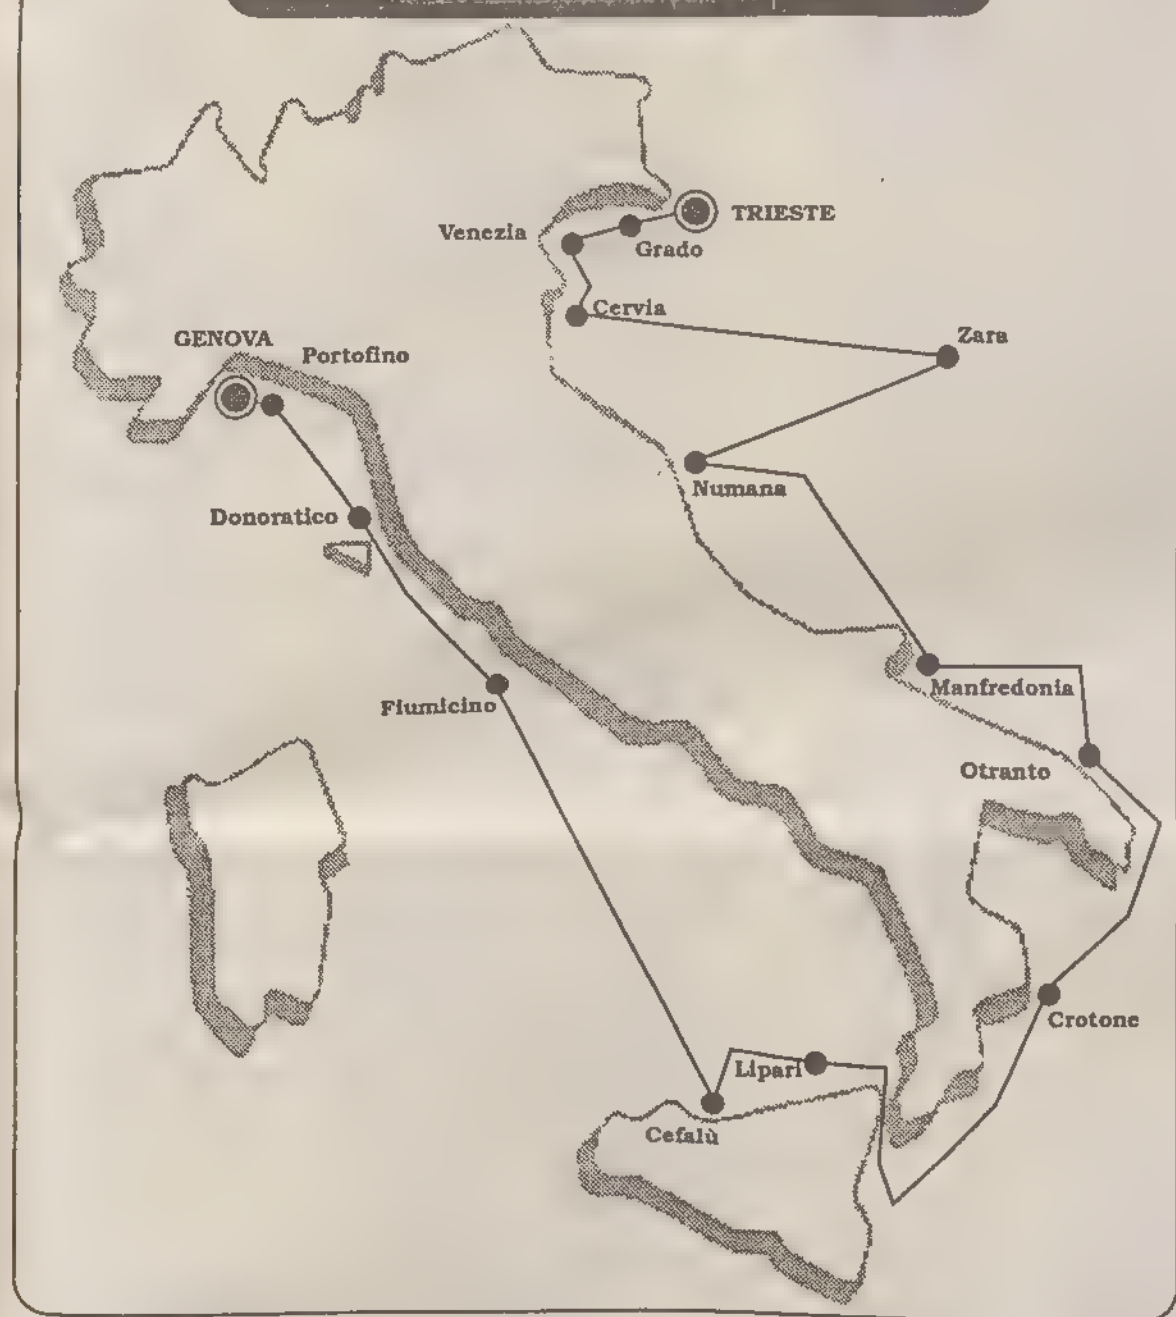 TRIESTE
Venezia
Grado
Cervia
Zara
GENOVA
Portofino
Numana
Donoratico
Manfredonia
Fiumicino
Otranto
Crotone
Lipari
Cefalù